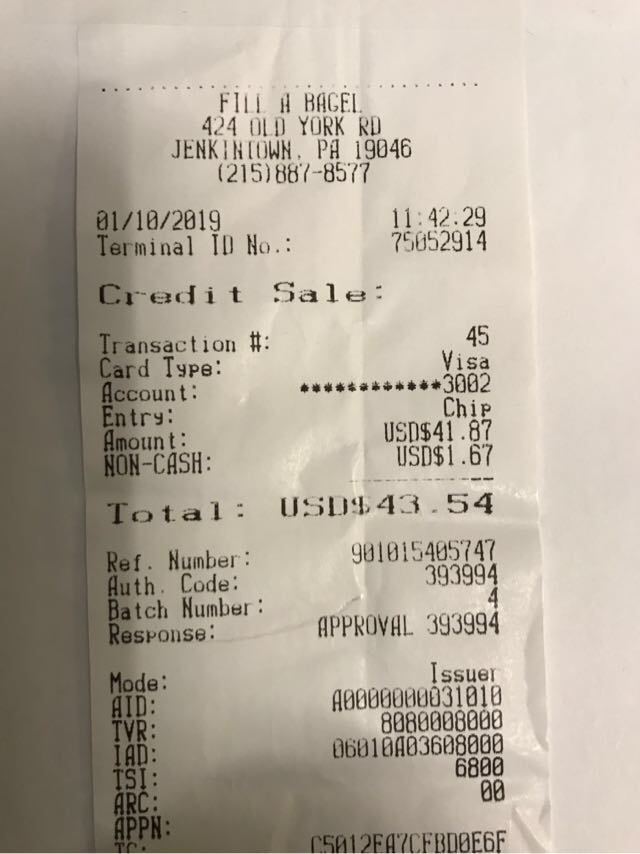 FILL A BAGEL
424 OLD YORK RD
JENKINTOWN, PA 19046
(215)887-8577
01/10/2019 11:42:29
Terminal ID No.: 75052914
Credit Sale:
Transaction #: 45
Card Type: Visa
Account: ************3002
Entry: Chip
Amount: USD$41.87
NON-CASH: USD$1.67
Total: USD$43.54
Ref. Number: 901015405747
Auth. Code: 393994
Batch Number: 4
Response: APPROVAL 393994
Mode: Issuer
AID: A0000000031010
TVR: 8080008000
IAD: 06010A03608000
TSI: 6800
ARC: 00
APPN:
TC: C5012EA7CFBD0E6F